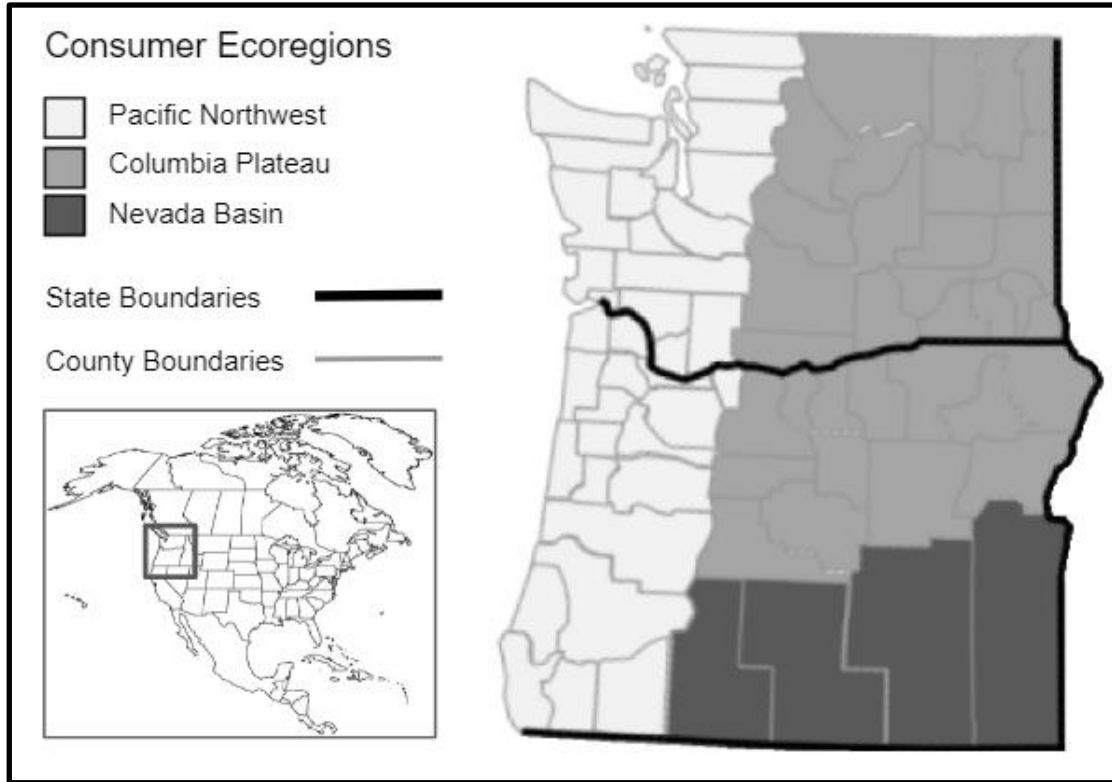 Consumer Ecoregions
Pacific Northwest
Columbia Plateau
Nevada Basin
State Boundaries
County Boundaries